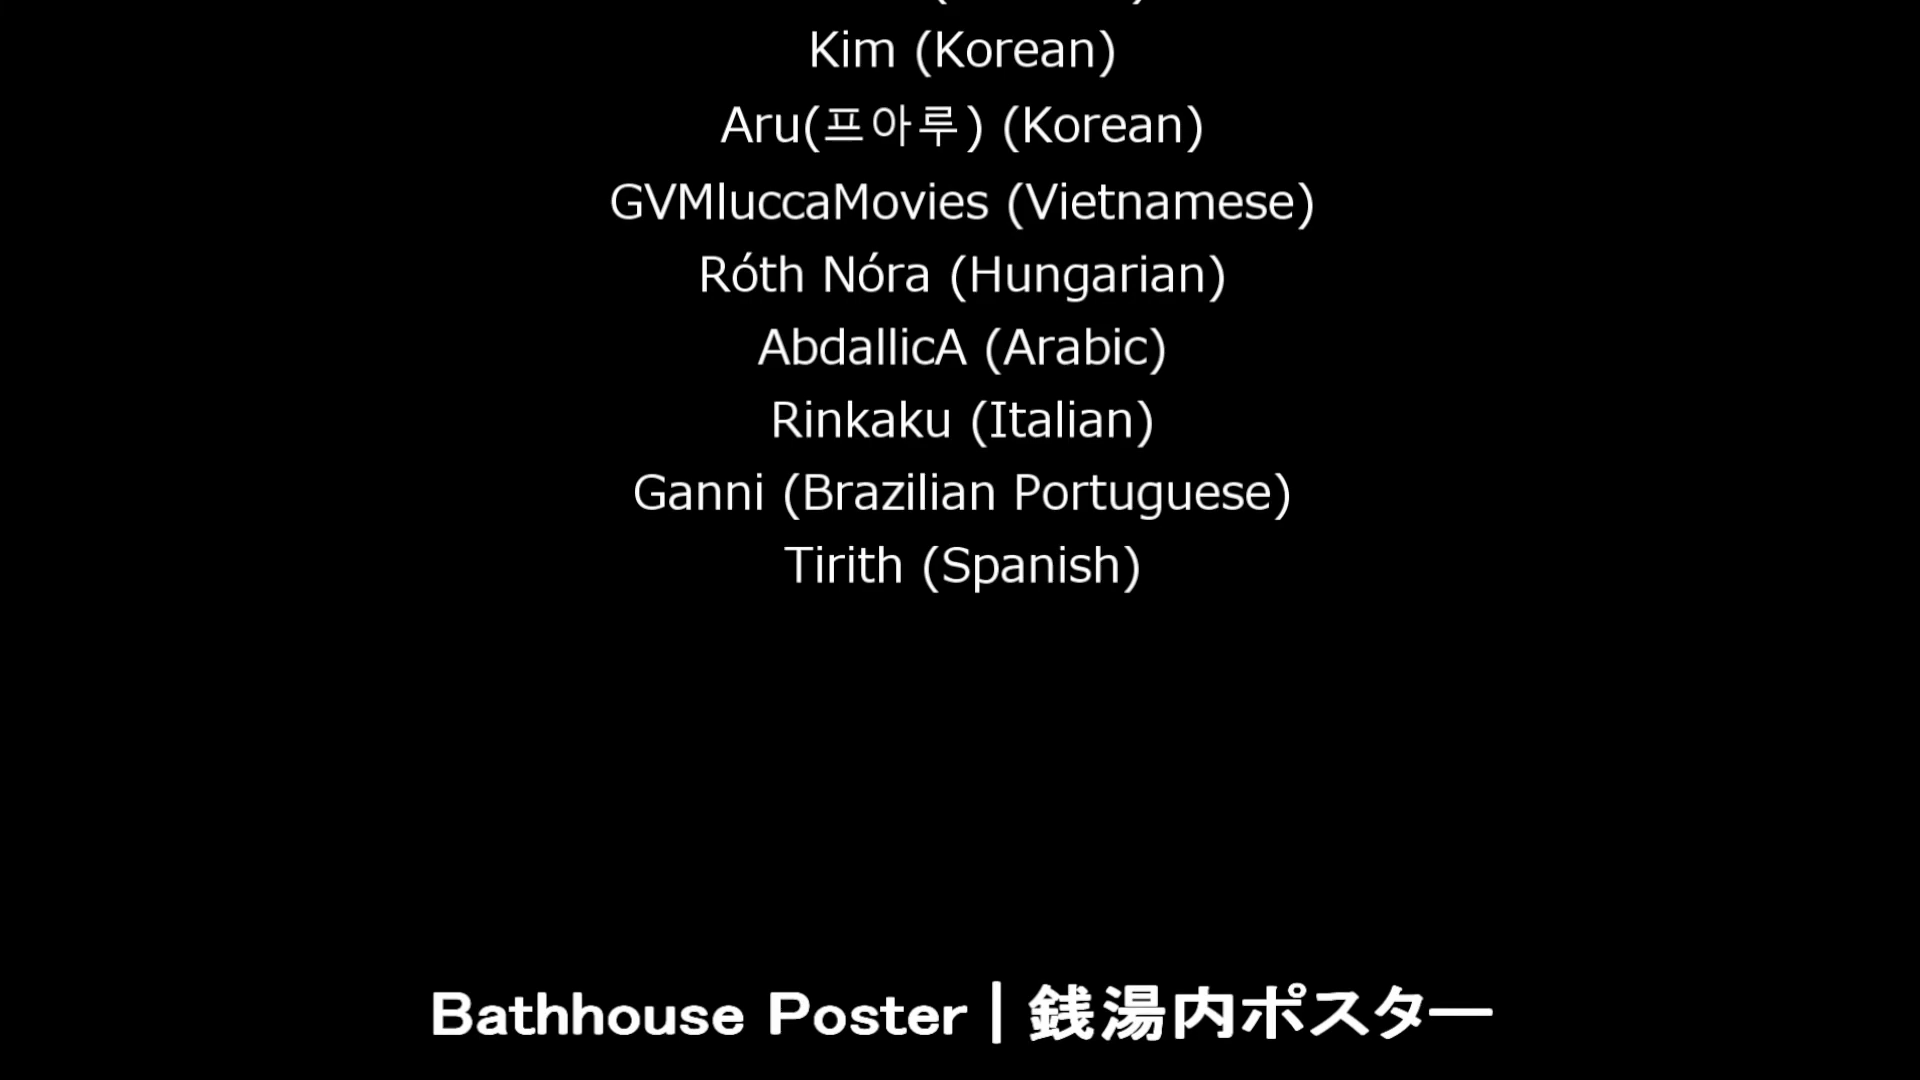 Kim (Korean)
Aru(프아루) (Korean)
GVMluccaMovies (Vietnamese)
Róth Nóra (Hungarian)
AbdallicA (Arabic)
Rinkaku (Italian)
Ganni (Brazilian Portuguese)
Tirith (Spanish)
Bathhouse Poster | 銭湯内ポスター